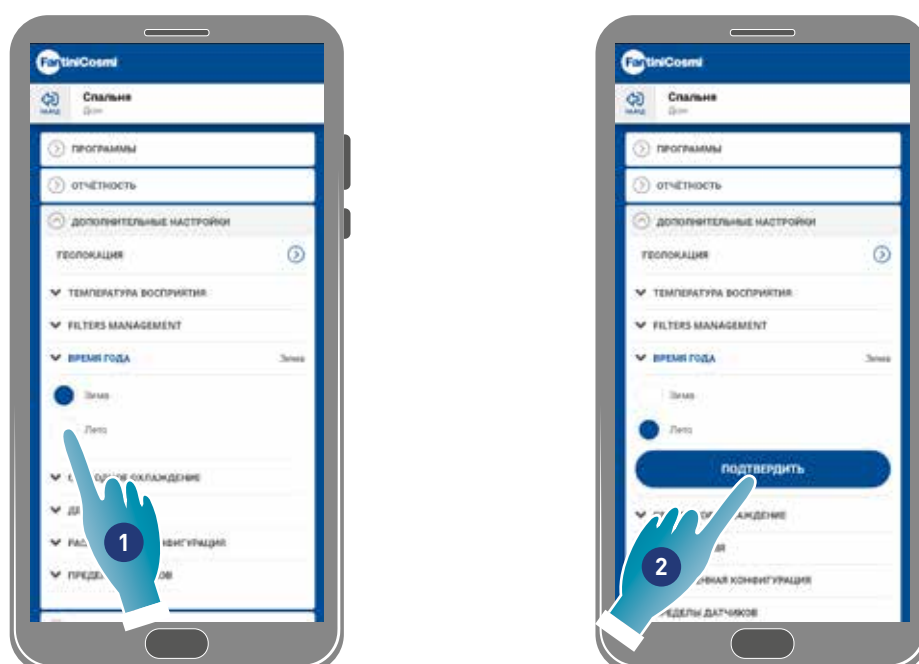 FantiniCosmi
НАЗАД
Спальня
Дом
ПРОГРАММЫ
ОТЧЁТНОСТЬ
ДОПОЛНИТЕЛЬНЫЕ НАСТРОЙКИ
ГЕОЛОКАЦИЯ
ТЕМПЕРАТУРА ВОСПРИЯТИЯ
FILTERS MANAGEMENT
ВРЕМЯ ГОДА Зима
Зима
Лето
ОХЛАЖДЕНИЕ
1
FantiniCosmi
НАЗАД
Спальня
Дом
ПРОГРАММЫ
ОТЧЁТНОСТЬ
ДОПОЛНИТЕЛЬНЫЕ НАСТРОЙКИ
ГЕОЛОКАЦИЯ
ТЕМПЕРАТУРА ВОСПРИЯТИЯ
FILTERS MANAGEMENT
ВРЕМЯ ГОДА Зима
Зима
Лето
ПОДТВЕРДИТЬ
2
КОНФИГУРАЦИЯ
ДАТЧИКОВ